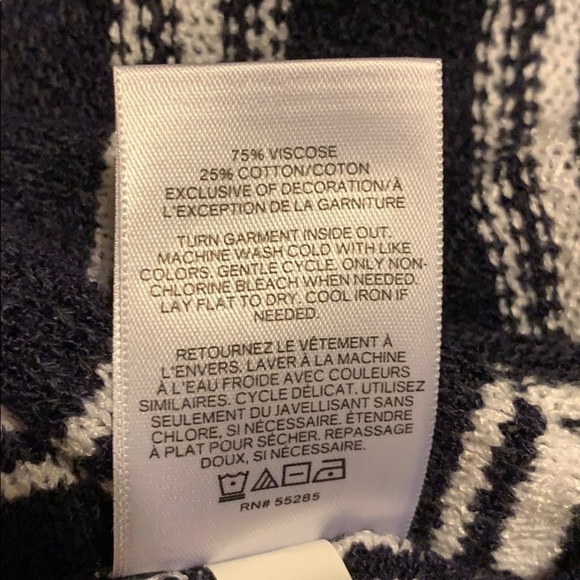 75% VISCOSE
25% COTTON/COTON
EXCLUSIVE OF DECORATION/À
L'EXCEPTION DE LA GARNITURE
TURN GARMENT INSIDE OUT.
MACHINE WASH COLD WITH LIKE
COLORS. GENTLE CYCLE. ONLY NON-
CHLORINE BLEACH WHEN NEEDED.
LAY FLAT TO DRY. COOL IRON IF
NEEDED.
RETOURNEZ LE VÊTEMENT À
L'ENVERS. LAVER À LA MACHINE
À L'EAU FROIDE AVEC COULEURS
SIMILAIRES. CYCLE DÉLICAT. UTILISEZ
SEULEMENT DU JAVELLISANT SANS
CHLORE, SI NÉCESSAIRE. ÉTENDRE
À PLAT POUR SÉCHER. REPASSAGE
DOUX, SI NÉCESSAIRE.
RN# 55285